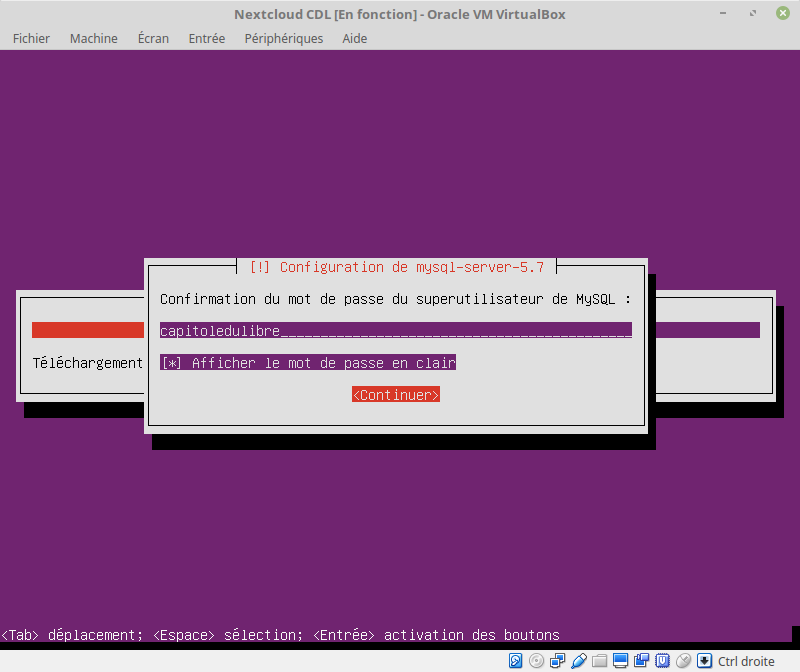 Nextcloud CDL [En fonction] - Oracle VM VirtualBox
Fichier Machine Écran Entrée Périphériques Aide
[!] Configuration de mysql-server-5.7
Confirmation du mot de passe du superutilisateur de MySQL :
capitoledulibre____________________________________________
Téléchargement
[*] Afficher le mot de passe en clair
<Continuer>
<Tab> déplacement; <Espace> sélection; <Entrée> activation des boutons
Ctrl droite